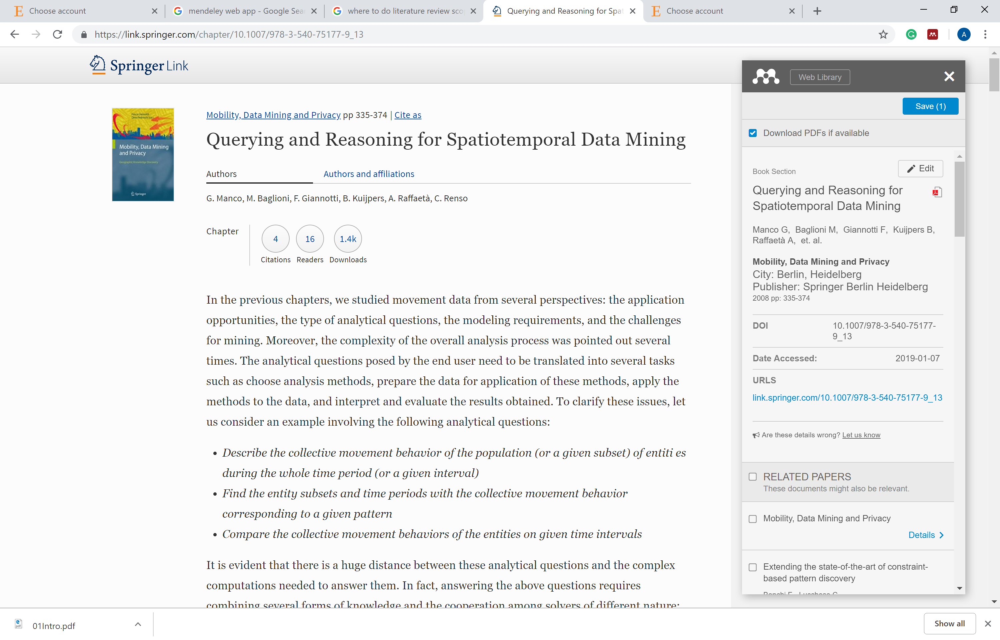 Choose account
mendeley web app - Google Sea
where to do literature review sco
Querying and Reasoning for Spat
Choose account
https://link.springer.com/chapter/10.1007/978-3-540-75177-9_13
A
Springer Link
Web Library
Save (1)
Download PDFs if available
Fosca Giannotti
Dino Pedreschi (Eds.)
Mobility, Data Mining
and Privacy
Geographic Knowledge Discovery
Springer
Mobility, Data Mining and Privacy pp 335-374 | Cite as
Querying and Reasoning for Spatiotemporal Data Mining
Authors
Authors and affiliations
G. Manco, M. Baglioni, F. Giannotti, B. Kuijpers, A. Raffaetà, C. Renso
Chapter
4
16
1.4k
Citations
Readers
Downloads
In the previous chapters, we studied movement data from several perspectives: the application
opportunities, the type of analytical questions, the modeling requirements, and the challenges
for mining. Moreover, the complexity of the overall analysis process was pointed out several
times. The analytical questions posed by the end user need to be translated into several tasks
such as choose analysis methods, prepare the data for application of these methods, apply the
methods to the data, and interpret and evaluate the results obtained. To clarify these issues, let
us consider an example involving the following analytical questions:
• Describe the collective movement behavior of the population (or a given subset) of entiti es
during the whole time period (or a given interval)
• Find the entity subsets and time periods with the collective movement behavior
corresponding to a given pattern
• Compare the collective movement behaviors of the entities on given time intervals
It is evident that there is a huge distance between these analytical questions and the complex
computations needed to answer them. In fact, answering the above questions requires
combining several forms of knowledge and the cooperation among solvers of different nature:
Book Section
Edit
Querying and Reasoning for
Spatiotemporal Data Mining
Manco G, Baglioni M, Giannotti F, Kuijpers B,
Raffaetà A, et. al.
Mobility, Data Mining and Privacy
City: Berlin, Heidelberg
Publisher: Springer Berlin Heidelberg
2008 pp: 335-374
DOI
10.1007/978-3-540-75177-
9_13
Date Accessed:
2019-01-07
URLS
link.springer.com/10.1007/978-3-540-75177-9_13
Are these details wrong? Let us know
RELATED PAPERS
These documents might also be relevant.
Mobility, Data Mining and Privacy
Details
Extending the state-of-the-art of constraint-
based pattern discovery
01Intro.pdf
Show all